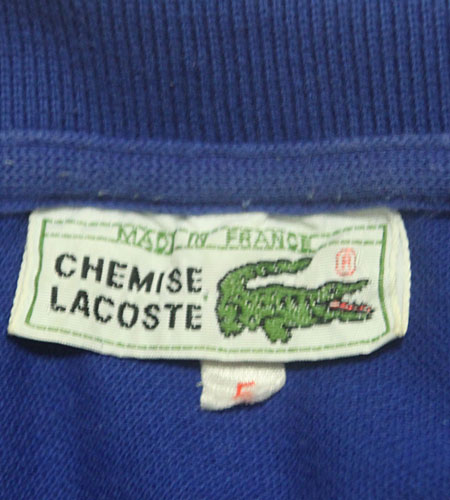 MADE IN FRANCE
CHEMISE
LACOSTE
®